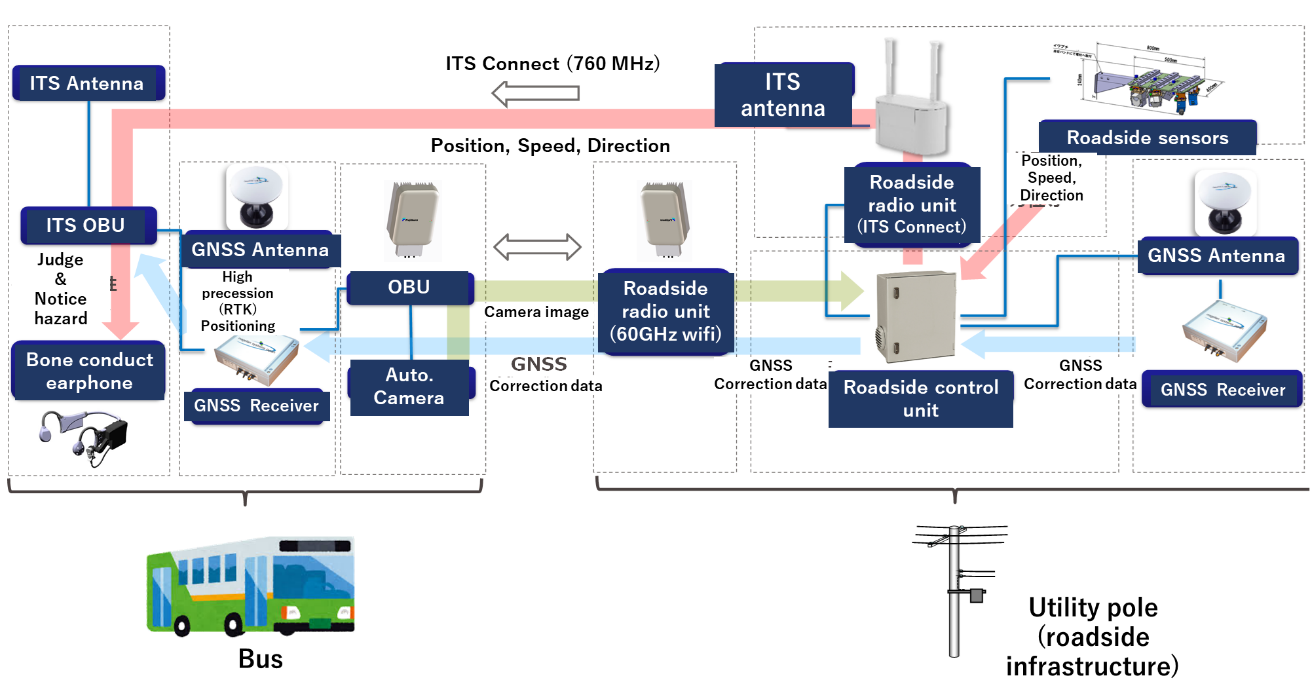 ITS Connect (760 MHz)
Position, Speed, Direction
ITS Antenna
ITS OBU
Judge
&
Notice
hazard
Bone conduct
earphone
GNSS Antenna
High
precession
(RTK)
Positioning
GNSS Receiver
OBU
Auto.
Camera
Camera image
GNSS
Correction data
Roadside
radio unit
(60GHz wifi)
ITS
antenna
Roadside
radio unit
(ITS Connect)
Roadside sensors
Position,
Speed,
Direction
GNSS
Correction data
Roadside control
unit
GNSS
Correction data
GNSS Antenna
GNSS Receiver
Bus
Utility pole
(roadside
infrastructure)